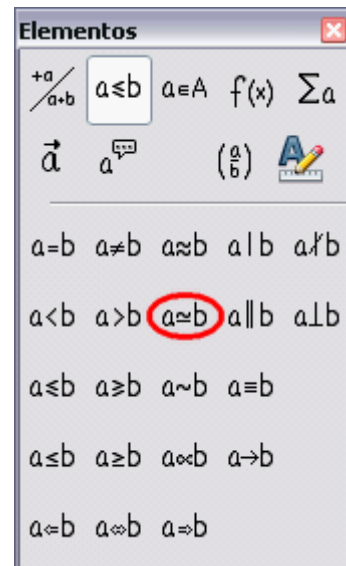 Elementos
+a/a+b a≤b a∈A f(x) Σa
a⃗ a (a/b) A
a=b a≠b a≈b a|b a∤b
a<b a>b a≃b a∥b a⊥b
a⩽b a⩾b a~b a≡b
a≤b a≥b a∝b a→b
a⇐b a⇔b a⇒b